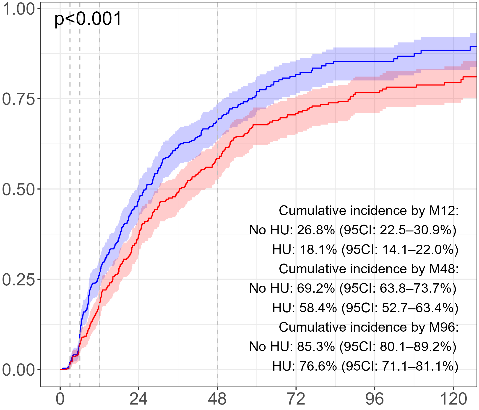 1.00
p<0.001
0.75
0.50
Cumulative incidence by M12:
No HU: 26.8% (95CI: 22.5–30.9%)
HU: 18.1% (95CI: 14.1–22.0%)
Cumulative incidence by M48:
0.25
No HU: 69.2% (95CI: 63.8–73.7%)
HU: 58.4% (95CI: 52.7–63.4%)
Cumulative incidence by M96:
No HU: 85.3% (95CI: 80.1–89.2%)
HU: 76.6% (95CI: 71.1–81.1%)
0.00
0 24 48 72 96 120